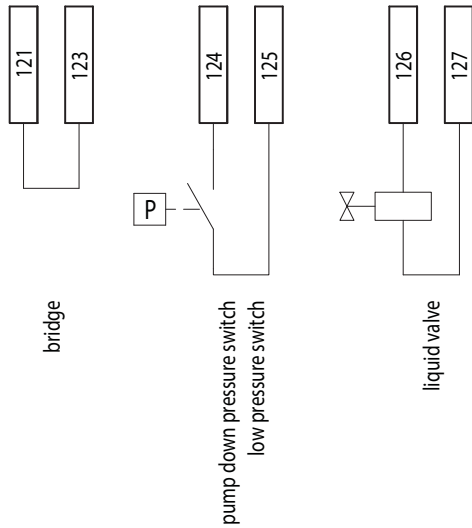 121
123
124
125
126
127
P
bridge
pump down pressure switch
low pressure switch
liquid valve